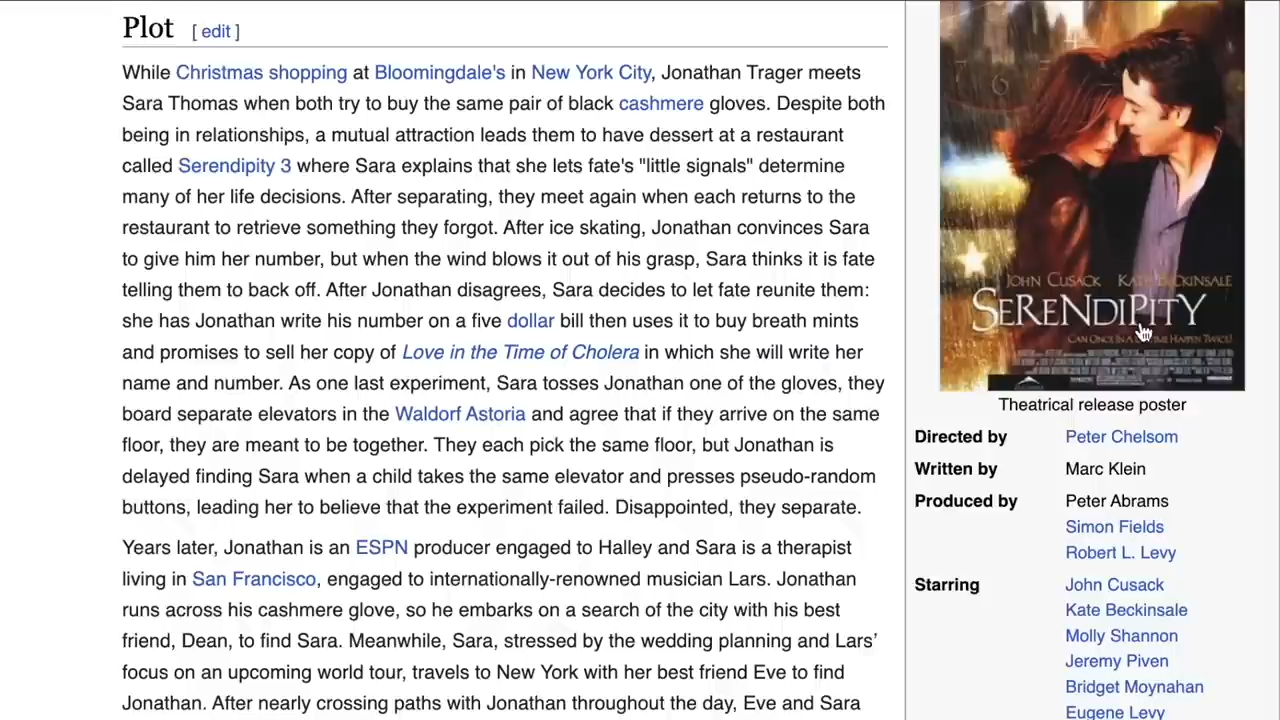 Plot [ edit ]
While Christmas shopping at Bloomingdale's in New York City, Jonathan Trager meets
Sara Thomas when both try to buy the same pair of black cashmere gloves. Despite both
being in relationships, a mutual attraction leads them to have dessert at a restaurant
called Serendipity 3 where Sara explains that she lets fate's "little signals" determine
many of her life decisions. After separating, they meet again when each returns to the
restaurant to retrieve something they forgot. After ice skating, Jonathan convinces Sara
to give him her number, but when the wind blows it out of his grasp, Sara thinks it is fate
telling them to back off. After Jonathan disagrees, Sara decides to let fate reunite them:
she has Jonathan write his number on a five dollar bill then uses it to buy breath mints
and promises to sell her copy of Love in the Time of Cholera in which she will write her
name and number. As one last experiment, Sara tosses Jonathan one of the gloves, they
board separate elevators in the Waldorf Astoria and agree that if they arrive on the same
floor, they are meant to be together. They each pick the same floor, but Jonathan is
delayed finding Sara when a child takes the same elevator and presses pseudo-random
buttons, leading her to believe that the experiment failed. Disappointed, they separate.
Years later, Jonathan is an ESPN producer engaged to Halley and Sara is a therapist
living in San Francisco, engaged to internationally-renowned musician Lars. Jonathan
runs across his cashmere glove, so he embarks on a search of the city with his best
friend, Dean, to find Sara. Meanwhile, Sara, stressed by the wedding planning and Lars’
focus on an upcoming world tour, travels to New York with her best friend Eve to find
Jonathan. After nearly crossing paths with Jonathan throughout the day, Eve and Sara
JOHN CUSACK KATE BECKINSALE
SERENDIPITY
CAN ONCE IN A LIFETIME HAPPEN TWICE?
Theatrical release poster
Directed by Peter Chelsom
Written by Marc Klein
Produced by Peter Abrams
Simon Fields
Robert L. Levy
Starring John Cusack
Kate Beckinsale
Molly Shannon
Jeremy Piven
Bridget Moynahan
Eugene Levy